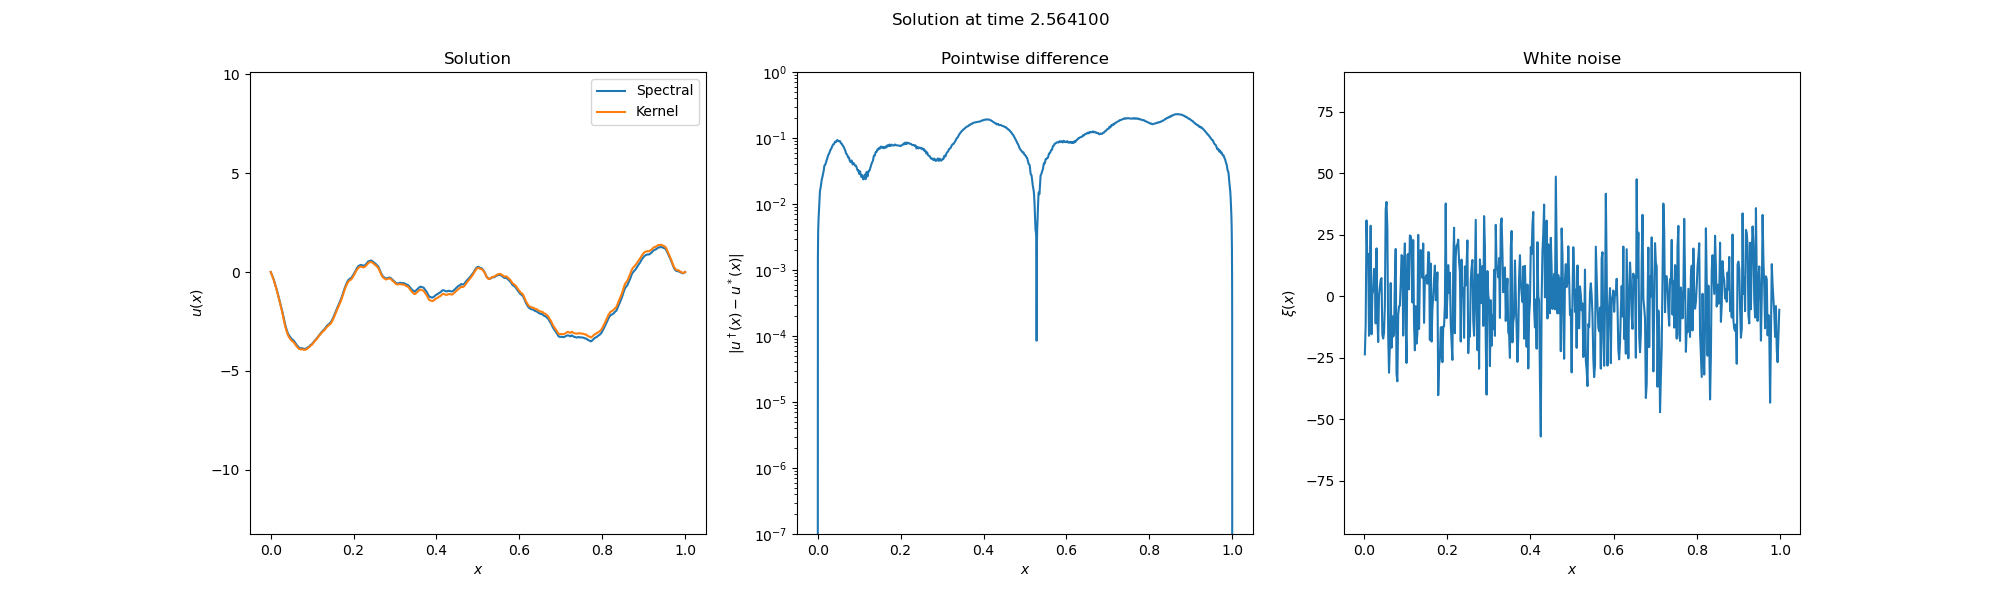 Solution at time 2.564100
Solution
10
5
0
−5
−10
u(x)
0.0 0.2 0.4 0.6 0.8 1.0
x
Spectral
Kernel
Pointwise difference
10⁰
10⁻¹
10⁻²
10⁻³
10⁻⁴
10⁻⁵
10⁻⁶
10⁻⁷
|u†(x) − u*(x)|
0.0 0.2 0.4 0.6 0.8 1.0
x
White noise
75
50
25
0
−25
−50
−75
ξ(x)
0.0 0.2 0.4 0.6 0.8 1.0
x